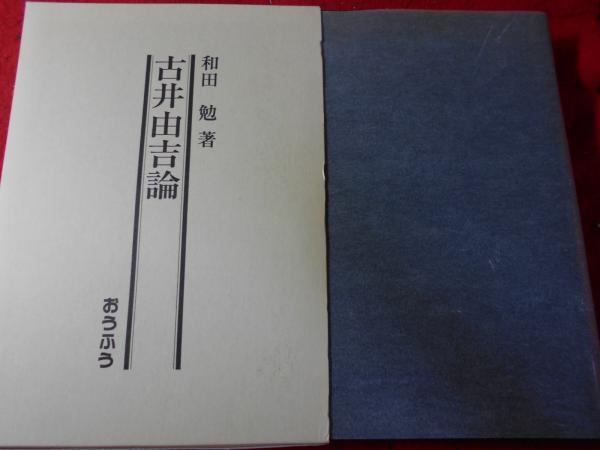 和田 勉 著
古井由吉論
おうふう